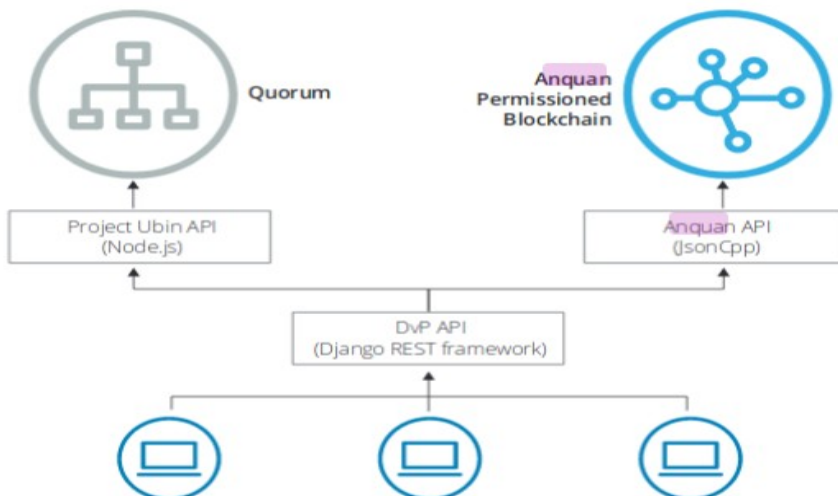 Quorum
Anquan
Permissioned
Blockchain
Project Ubin API
(Node.js)
Anquan API
(JsonCpp)
DvP API
(Django REST framework)